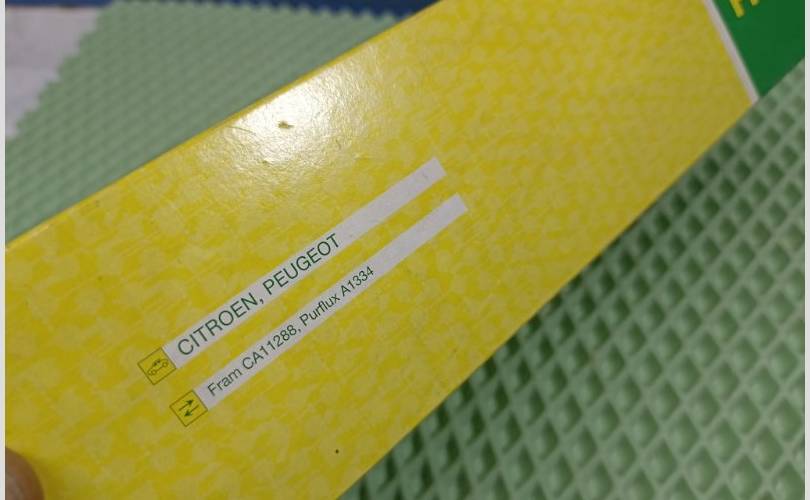 CITROEN, PEUGEOT
Fram CA11288, Purflux A1334